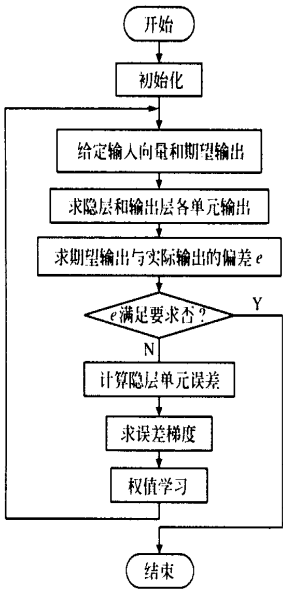 开始
初始化
给定输入向量和期望输出
求隐层和输出层各单元输出
求期望输出与实际输出的偏差e
e满足要求否?
Y
N
计算隐层单元误差
求误差梯度
权值学习
结束